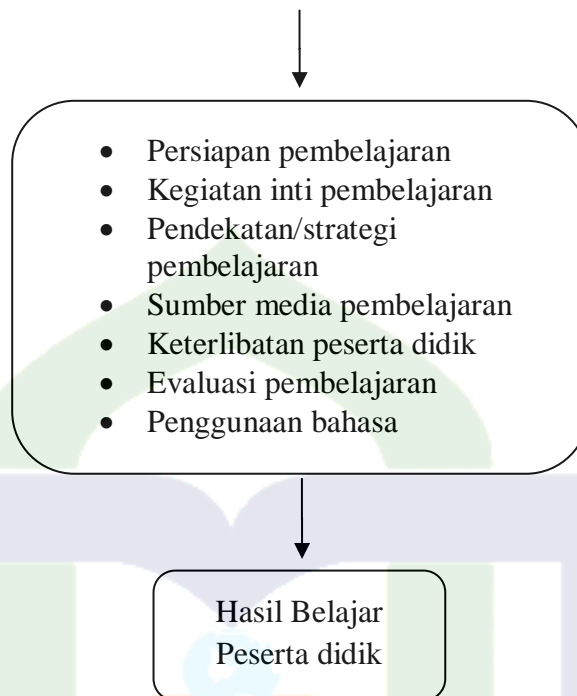 • Persiapan pembelajaran
• Kegiatan inti pembelajaran
• Pendekatan/strategi
pembelajaran
• Sumber media pembelajaran
• Keterlibatan peserta didik
• Evaluasi pembelajaran
• Penggunaan bahasa
Hasil Belajar
Peserta didik